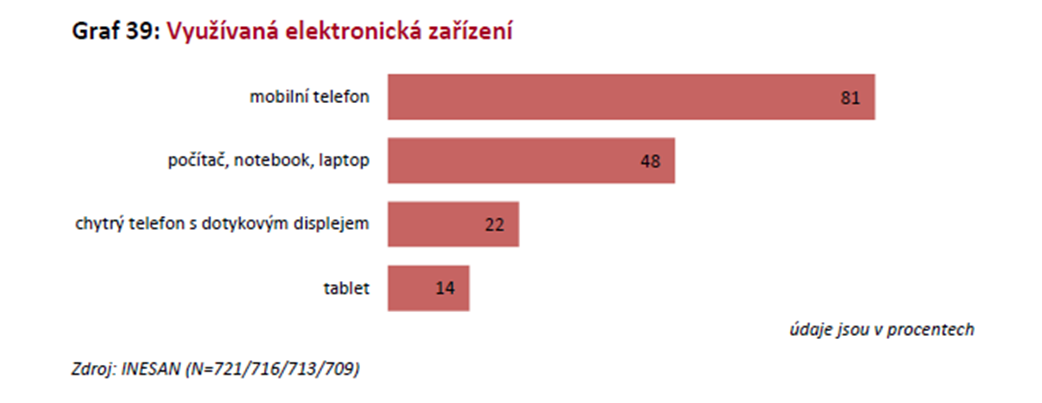 Graf 39: Využívaná elektronická zařízení
mobilní telefon 81
počítač, notebook, laptop 48
chytrý telefon s dotykovým displejem 22
tablet 14
údaje jsou v procentech
Zdroj: INESAN (N=721/716/713/709)